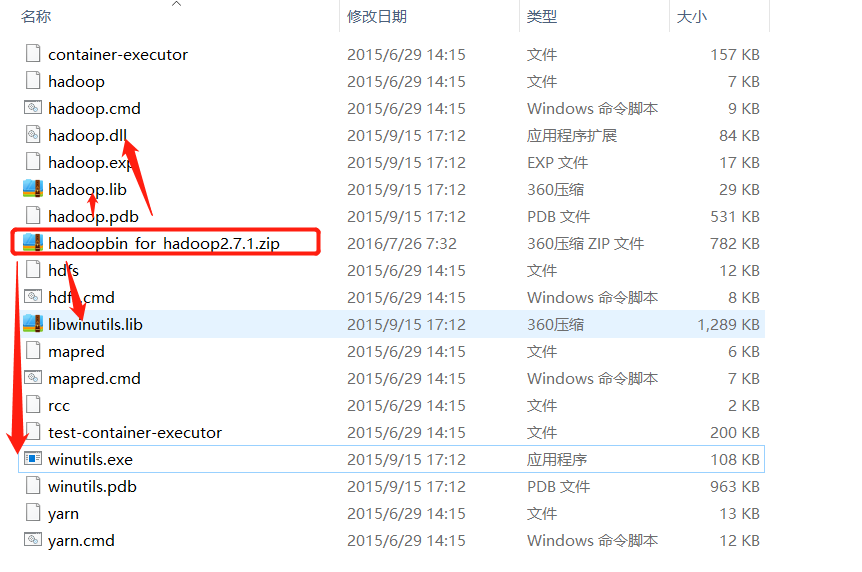 名称 修改日期 类型 大小
container-executor 2015/6/29 14:15 文件 157 KB
hadoop 2015/6/29 14:15 文件 7 KB
hadoop.cmd 2015/6/29 14:15 Windows 命令脚本 9 KB
hadoop.dll 2015/9/15 17:12 应用程序扩展 84 KB
hadoop.exp 2015/9/15 17:12 EXP 文件 17 KB
hadoop.lib 2015/9/15 17:12 360压缩 29 KB
hadoop.pdb 2015/9/15 17:12 PDB 文件 531 KB
hadoopbin_for_hadoop2.7.1.zip 2016/7/26 7:32 360压缩 ZIP 文件 782 KB
hdfs 2015/6/29 14:15 文件 12 KB
hdfs.cmd 2015/6/29 14:15 Windows 命令脚本 8 KB
libwinutils.lib 2015/9/15 17:12 360压缩 1,289 KB
mapred 2015/6/29 14:15 文件 6 KB
mapred.cmd 2015/6/29 14:15 Windows 命令脚本 7 KB
rcc 2015/6/29 14:15 文件 2 KB
test-container-executor 2015/6/29 14:15 文件 200 KB
winutils.exe 2015/9/15 17:12 应用程序 108 KB
winutils.pdb 2015/9/15 17:12 PDB 文件 963 KB
yarn 2015/6/29 14:15 文件 13 KB
yarn.cmd 2015/6/29 14:15 Windows 命令脚本 12 KB